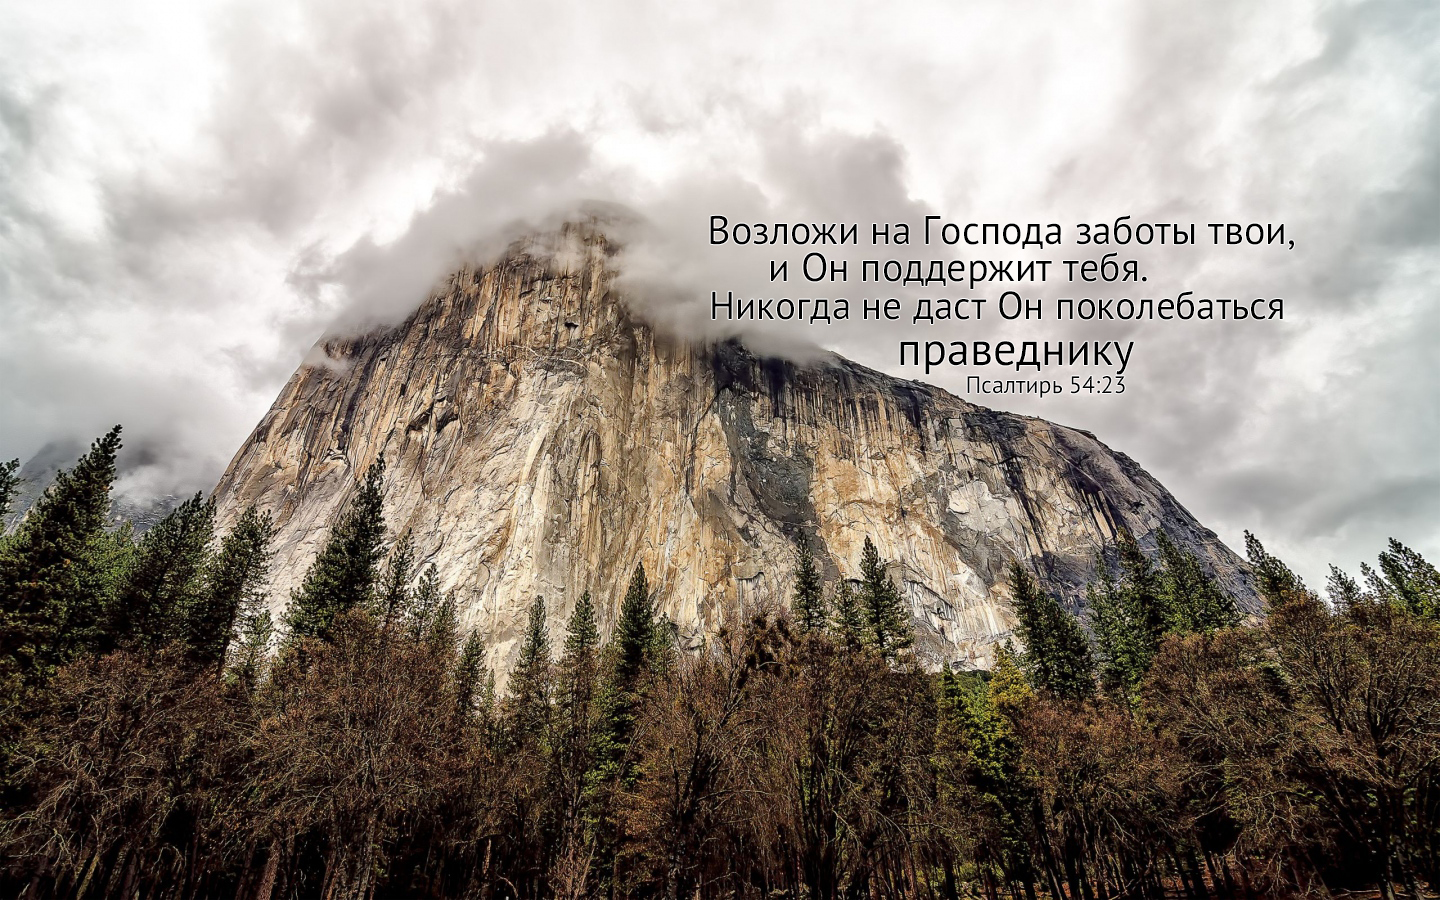 Возложи на Господа заботы твои,
и Он поддержит тебя.
Никогда не даст Он поколебаться
праведнику
Псалтирь 54:23